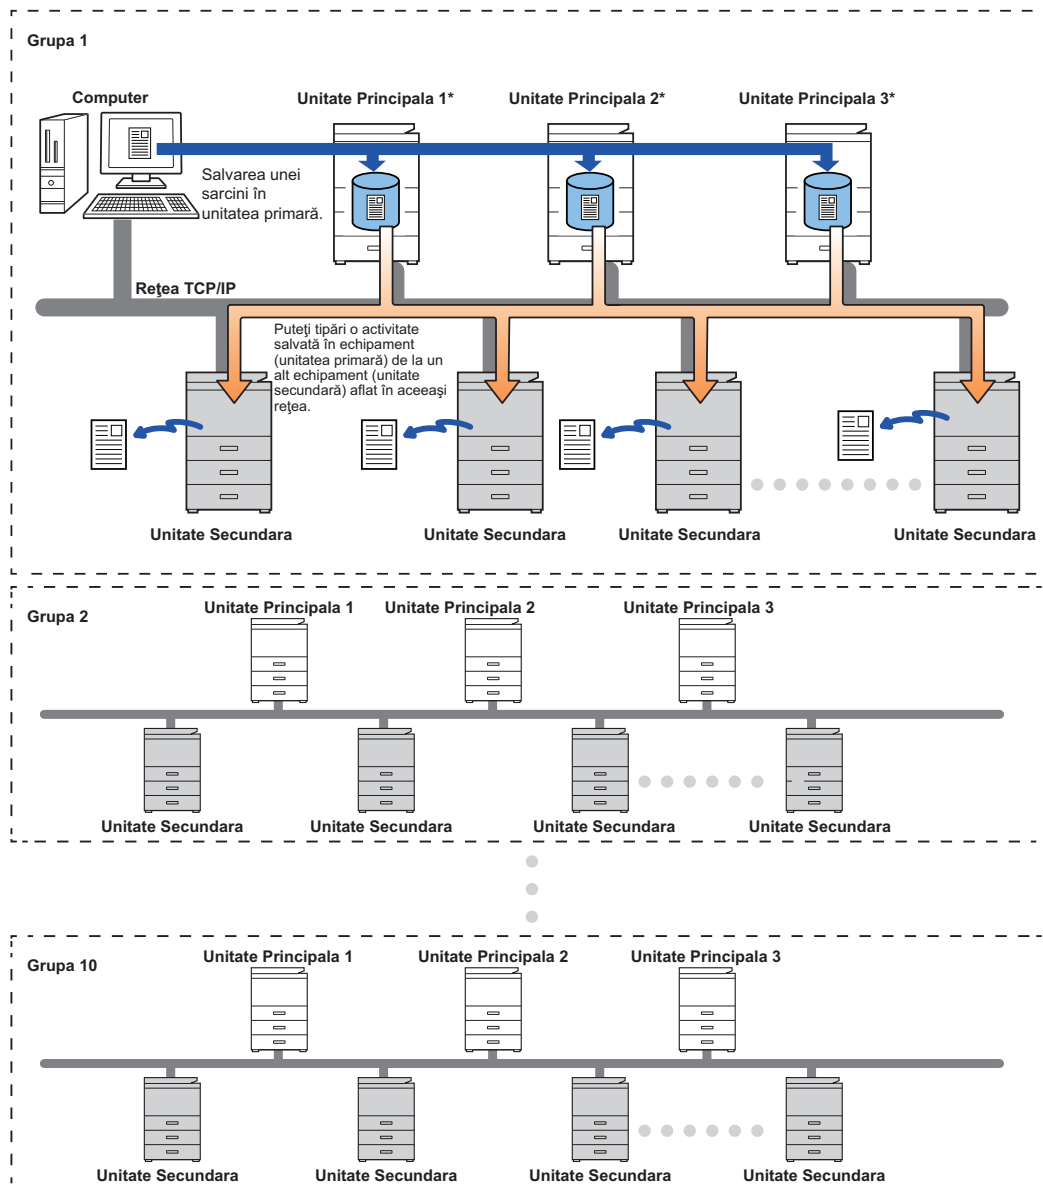 Grupa 1
Computer
Unitate Principala 1*
Unitate Principala 2*
Unitate Principala 3*
Salvarea unei
sarcini în
unitatea primară.
Reţea TCP/IP
Puteţi tipări o activitate
salvată în echipament
(unitatea primară) de la un
alt echipament (unitate
secundară) aflat în aceeaşi
reţea.
Unitate Secundara
Unitate Secundara
Unitate Secundara
Unitate Secundara
Grupa 2
Unitate Principala 1
Unitate Principala 2
Unitate Principala 3
Unitate Secundara
Unitate Secundara
Unitate Secundara
Unitate Secundara
Grupa 10
Unitate Principala 1
Unitate Principala 2
Unitate Principala 3
Unitate Secundara
Unitate Secundara
Unitate Secundara
Unitate Secundara